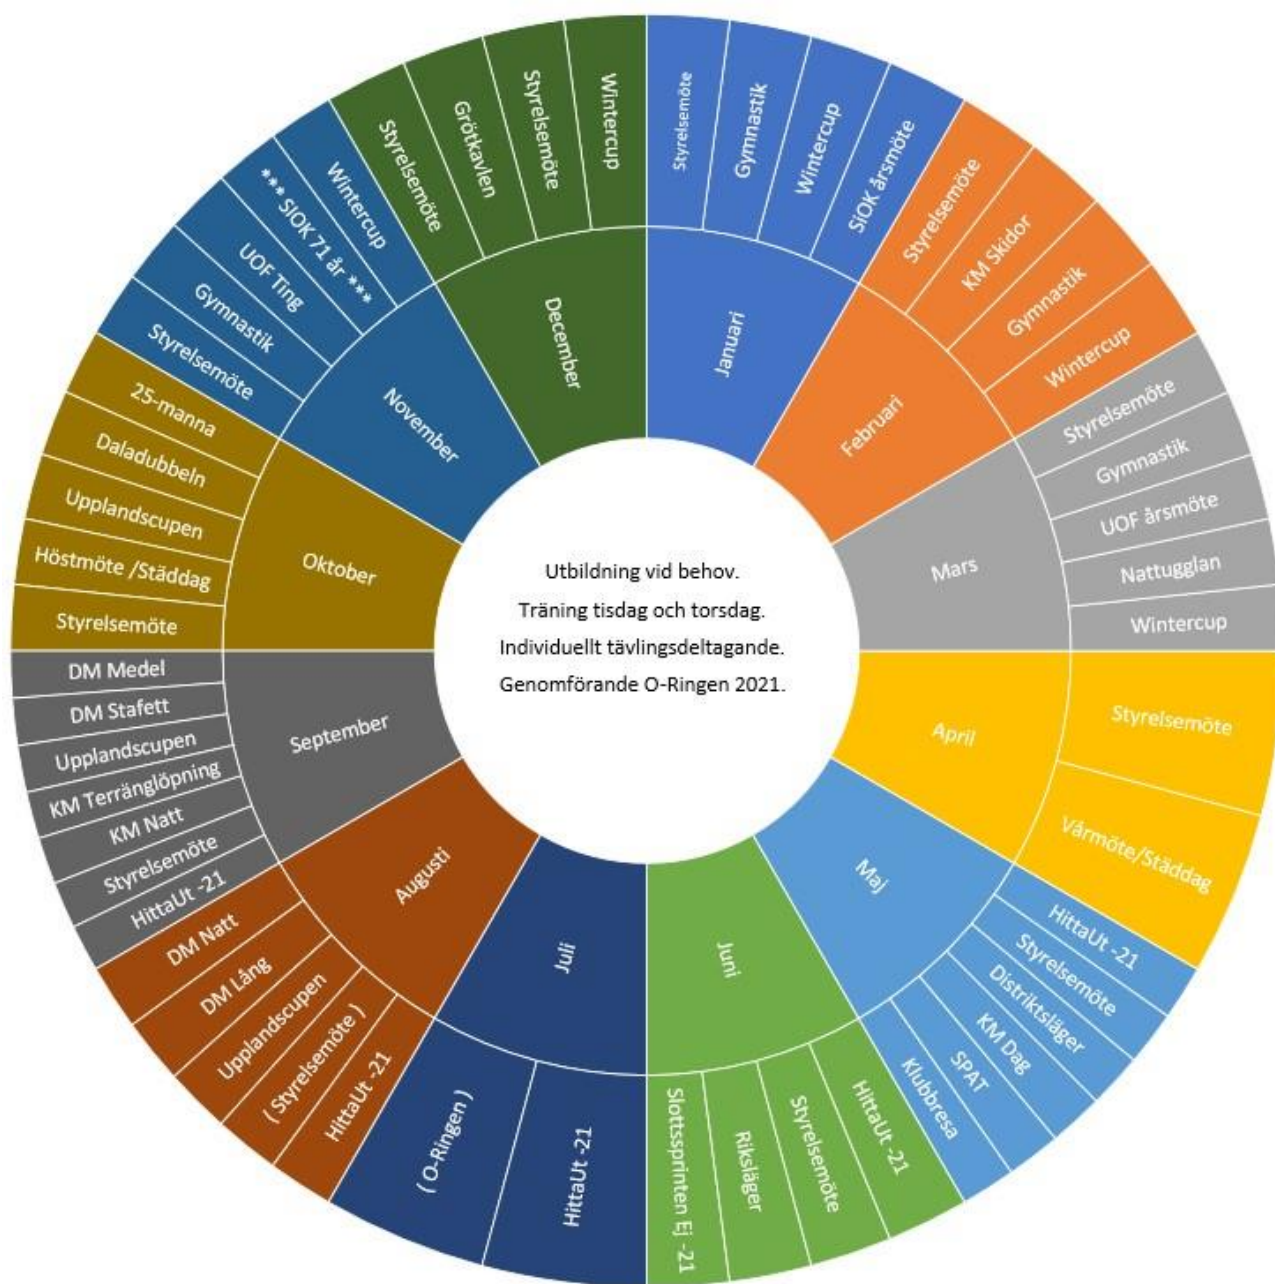 Utbildning vid behov.
Träning tisdag och torsdag.
Individuellt tävlingsdeltagande.
Genomförande O-Ringen 2021.
Januari
Styrelsemöte
Gymnastik
Wintercup
SiOK årsmöte
Februari
Styrelsemöte
KM Skidor
Gymnastik
Wintercup
Mars
Styrelsemöte
Gymnastik
UOF årsmöte
Nattugglan
Wintercup
April
Styrelsemöte
Vårmöte/Städdag
Maj
HittaUt -21
Styrelsemöte
Distriktsläger
KM Dag
SPAT
Klubbresa
Juni
HittaUt -21
Styrelsemöte
Riksläger
Slottssprinten Ej -21
Juli
HittaUt -21
( O-Ringen )
Augusti
HittaUt -21
( Styrelsemöte )
Upplandscupen
DM Lång
DM Natt
September
HittaUt -21
Styrelsemöte
KM Natt
KM Terränglöpning
Upplandscupen
DM Stafett
DM Medel
Oktober
Styrelsemöte
Höstmöte /Städdag
Upplandscupen
Daladubbeln
25-manna
November
Styrelsemöte
Gymnastik
UOF Ting
*** SIOK 71 år ***
Wintercup
December
Styrelsemöte
Grötkavlen
Styrelsemöte
Wintercup